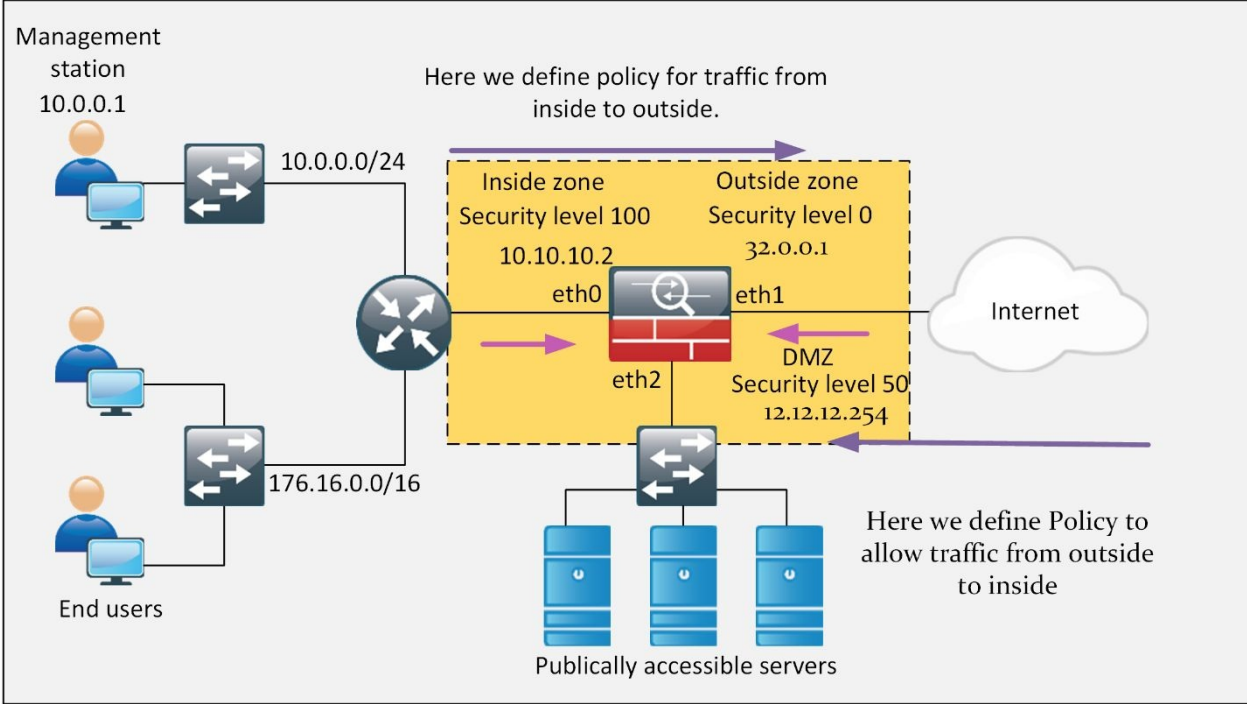 Management
station
10.0.0.1
Here we define policy for traffic from
inside to outside.
10.0.0.0/24
Inside zone
Security level 100
10.10.10.2
Outside zone
Security level 0
32.0.0.1
eth0
eth1
Internet
eth2
DMZ
Security level 50
12.12.12.254
176.16.0.0/16
End users
Here we define Policy to
allow traffic from outside
to inside
Publically accessible servers